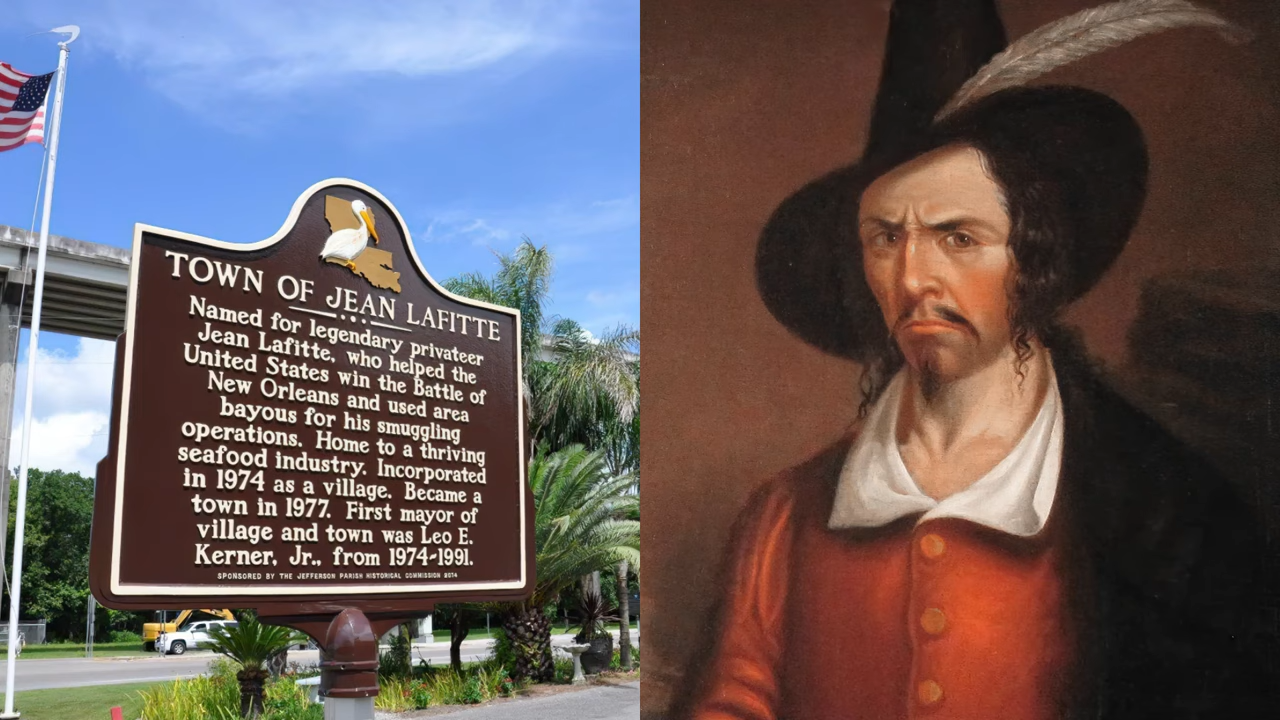 TOWN OF JEAN LAFITTE
Named for legendary privateer
Jean Lafitte, who helped the
United States win the Battle of
New Orleans and used area
bayous for his smuggling
operations. Home to a thriving
seafood industry. Incorporated
in 1974 as a village. Became a
town in 1977. First mayor of
village and town was Leo E.
Kerner, Jr., from 1974-1991.
SPONSORED BY THE JEFFERSON PARISH HISTORICAL COMMISSION 2014